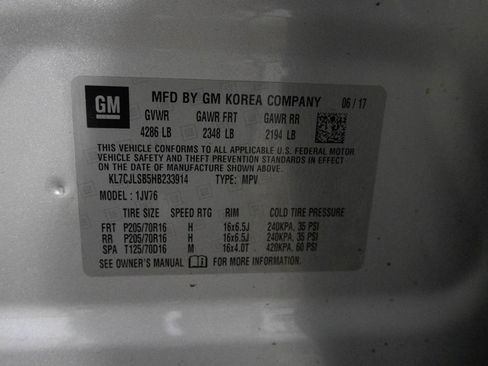 GM
MFD BY GM KOREA COMPANY 06 / 17
GVWR GAWR FRT GAWR RR
4286 LB 2348 LB 2194 LB
THIS VEHICLE CONFORMS TO ALL APPLICABLE U.S. FEDERAL MOTOR
VEHICLE SAFETY AND THEFT PREVENTION STANDARDS IN EFFECT ON
THE DATE OF MANUFACTURE SHOWN ABOVE.
KL7CJLSB5HB233914 TYPE: MPV
MODEL: 1JV76
TIRE SIZE SPEED RTG RIM COLD TIRE PRESSURE
FRT P205/70R16 H 16x6.5J 240KPA, 35 PSI
RR P205/70R16 H 16x6.5J 240KPA, 35 PSI
SPA T125/70D16 M 16x4.0T 420KPA, 60 PSI
SEE OWNER'S MANUAL FOR MORE INFORMATION